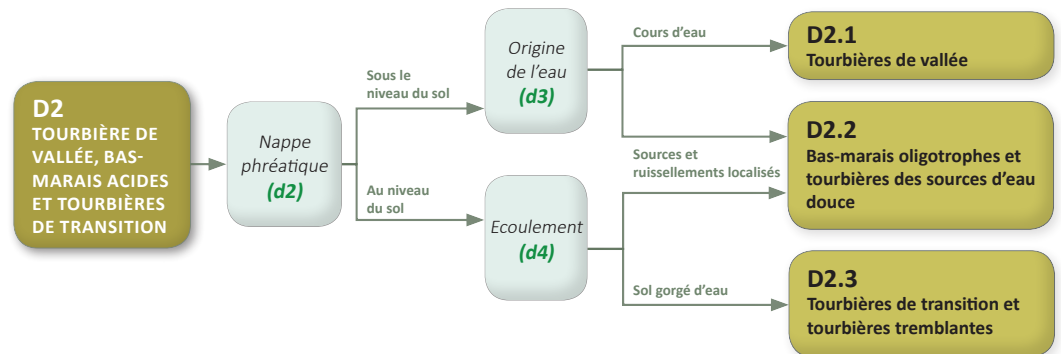 D2
TOURBIÈRE DE
VALLÉE, BAS-
MARAIS ACIDES
ET TOURBIÈRES
DE TRANSITION
Nappe
phréatique
(d2)
Sous le
niveau du sol
Au niveau
du sol
Origine
de l’eau
(d3)
Ecoulement
(d4)
Cours d’eau
Sources et
ruissellements localisés
Sol gorgé d’eau
D2.1
Tourbières de vallée
D2.2
Bas-marais oligotrophes et
tourbières des sources d’eau
douce
D2.3
Tourbières de transition et
tourbières tremblantes